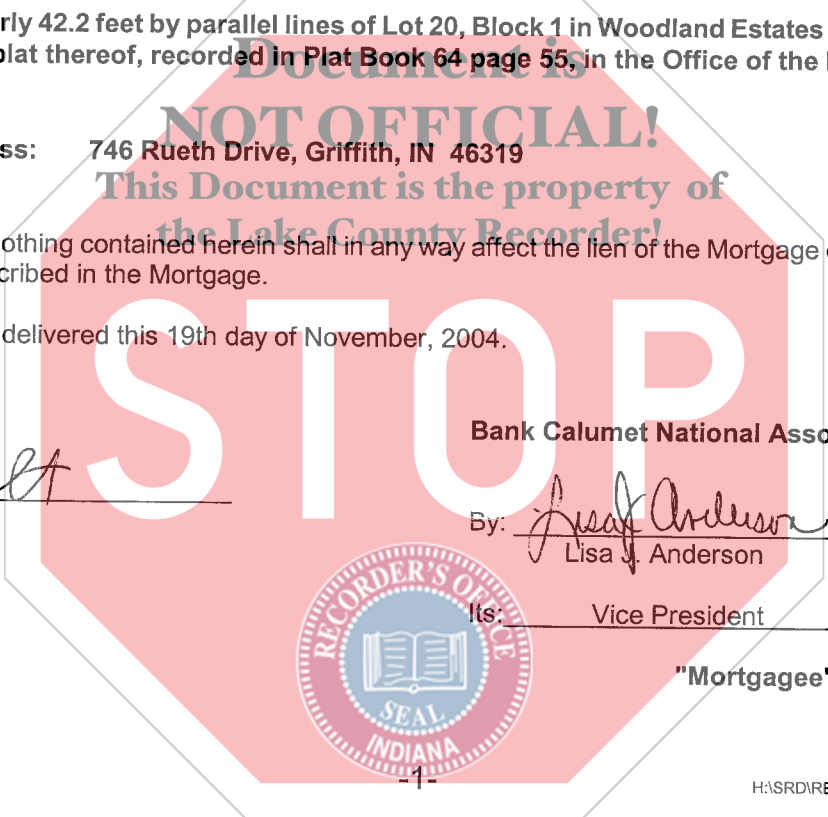 rly 42.2 feet by parallel lines of Lot 20, Block 1 in Woodland Estates
plat thereof, recorded in Plat Book 64 page 55, in the Office of the
Document is
NOT OFFICIAL!
ss: 746 Rueth Drive, Griffith, IN 46319
This Document is the property of
the Lake County Recorder!
othing contained herein shall in any way affect the lien of the Mortgage
cribed in the Mortgage.
STOP
delivered this 19th day of November, 2004.
Bank Calumet National Asso
By: Lisa J Anderson
Lisa J. Anderson
Its: Vice President
"Mortgagee"
RECORDER'S OFFICE
SEAL
INDIANA
-1-
H:\SRD\RE